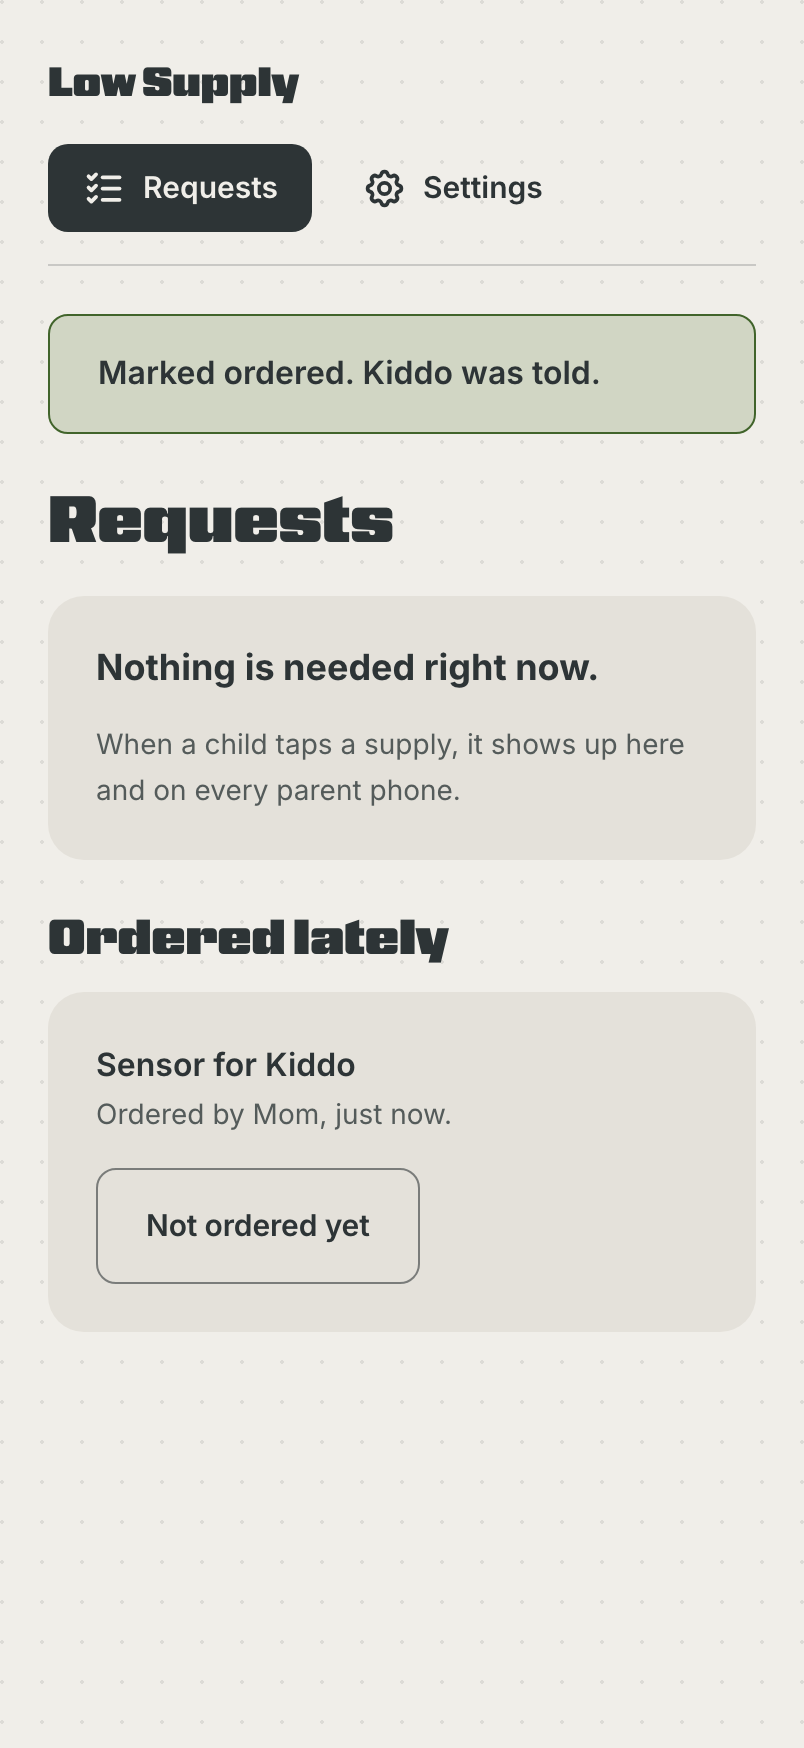 Low Supply
Requests
Settings
Marked ordered. Kiddo was told.
Requests
Nothing is needed right now.
When a child taps a supply, it shows up here
and on every parent phone.
Ordered lately
Sensor for Kiddo
Ordered by Mom, just now.
Not ordered yet